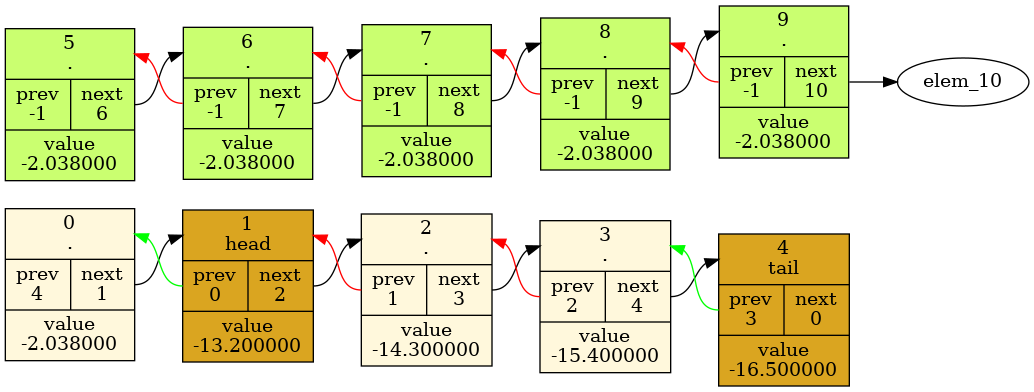 5
.
prev next
-1 6
value
-2.038000
6
.
prev next
-1 7
value
-2.038000
7
.
prev next
-1 8
value
-2.038000
8
.
prev next
-1 9
value
-2.038000
9
.
prev next
-1 10
value
-2.038000
elem_10
0
.
prev next
4 1
value
-2.038000
1
head
prev next
0 2
value
-13.200000
2
.
prev next
1 3
value
-14.300000
3
.
prev next
2 4
value
-15.400000
4
tail
prev next
3 0
value
-16.500000